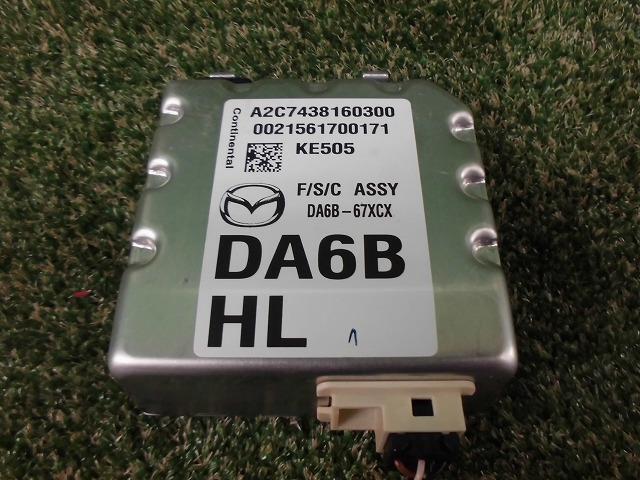 Continental
A2C7438160300
0021561700171
KE505
F/S/C ASSY
DA6B-67XCX
DA6B
HL